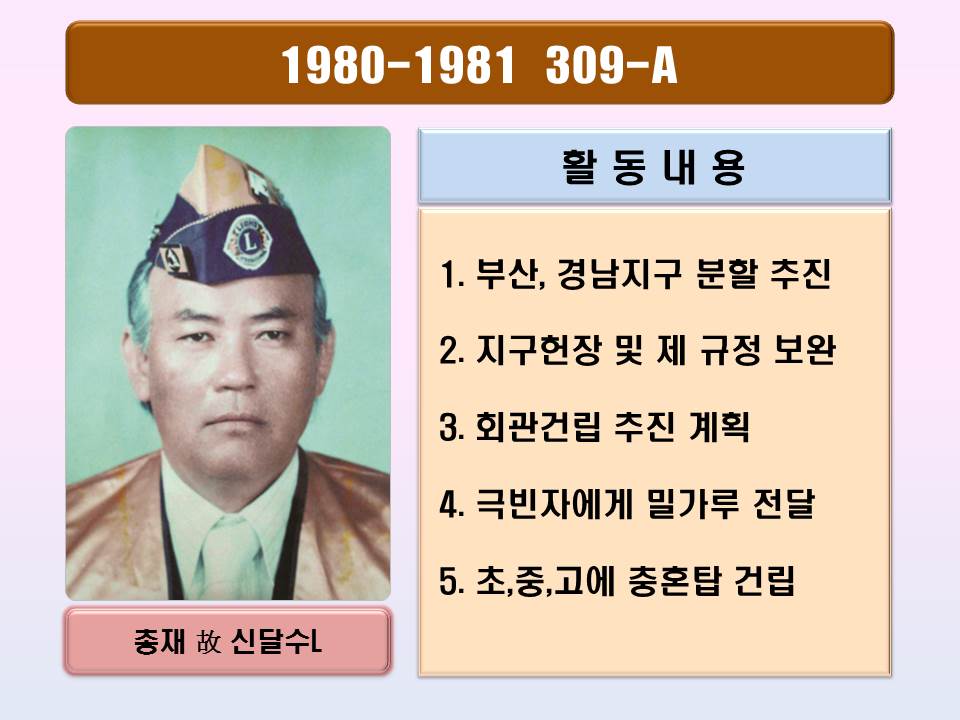 1980-1981 309-A
활 동 내 용
1. 부산, 경남지구 분할 추진
2. 지구헌장 및 제 규정 보완
3. 회관건립 추진 계획
4. 극빈자에게 밀가루 전달
5. 초,중,고에 충혼탑 건립
LIONS
L
총재 故 신달수L